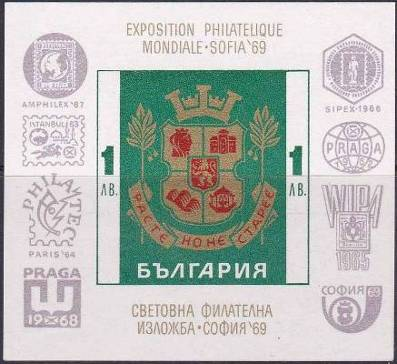 EXPOSITION PHILATELIQUE
MONDIALE · SOFIA '69
AMPHILEX '67
ISTANBUL 63
PHILATEC
PARIS '64
PRAGA
1968
SIPEX-1966
PRAGA
1962
WIPA
1965
СОФИЯ
1 ЛВ.
1 ЛВ.
РАСТЕ НО НЕ СТАРЕЕ
БЪЛГАРИЯ
СВЕТОВНА ФИЛАТЕЛНА
ИЗЛОЖБА · СОФИЯ '69